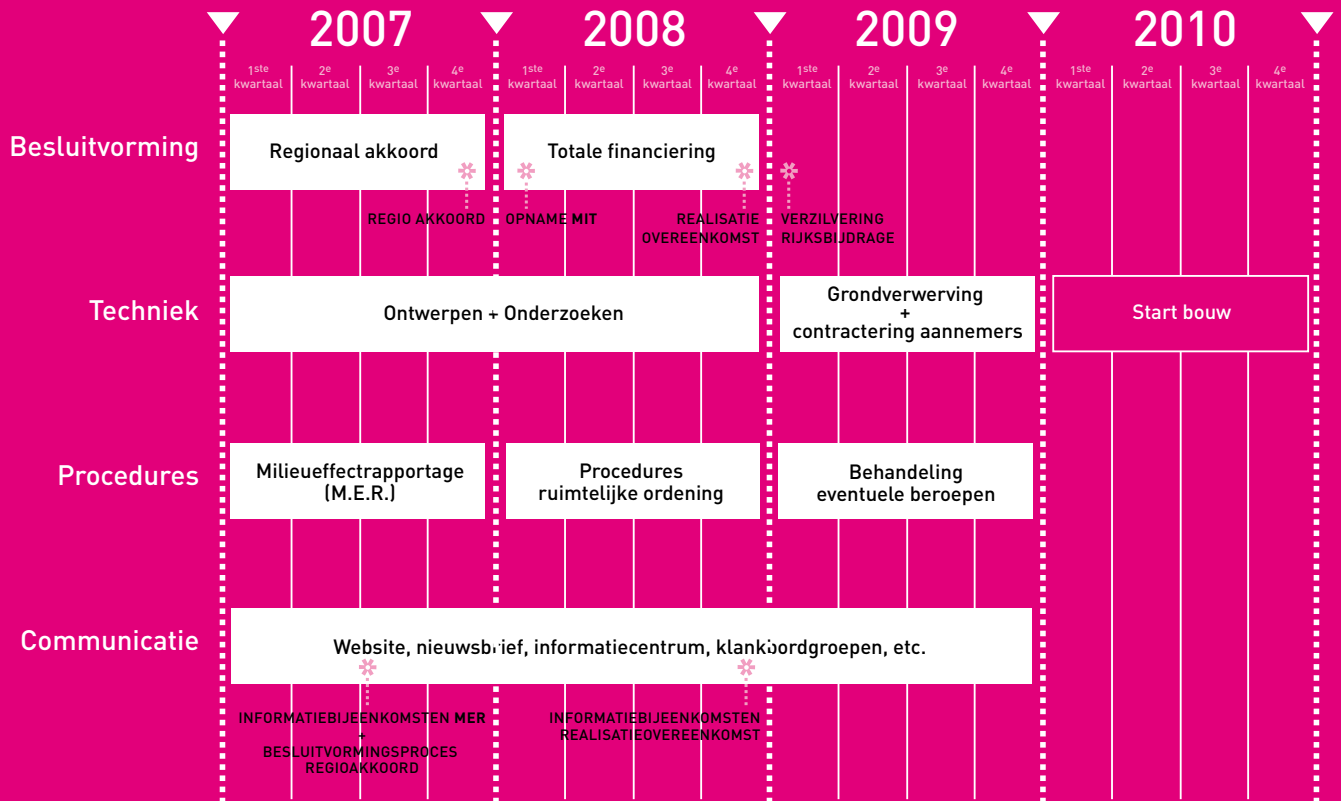 2007 2008 2009 2010
1ste kwartaal 2e kwartaal 3e kwartaal 4e kwartaal 1ste kwartaal 2e kwartaal 3e kwartaal 4e kwartaal 1ste kwartaal 2e kwartaal 3e kwartaal 4e kwartaal 1ste kwartaal 2e kwartaal 3e kwartaal 4e kwartaal
Besluitvorming
Regionaal akkoord
Totale financiering
REGIO AKKOORD
OPNAME MIT
REALISATIE
OVEREENKOMST
VERZILVERING
RIJKSBIJDRAGE
Techniek
Ontwerpen + Onderzoeken
Grondverwerving
+
contractering aannemers
Start bouw
Procedures
Milieueffectrapportage
(M.E.R.)
Procedures
ruimtelijke ordening
Behandeling
eventuele beroepen
Communicatie
Website, nieuwsbrief, informatiecentrum, klankbordgroepen, etc.
INFORMATIEBIJEENKOMSTEN MER
+
BESLUITVORMINGSPROCES
REGIOAKKOORD
INFORMATIEBIJEENKOMSTEN
REALISATIEOVEREENKOMST